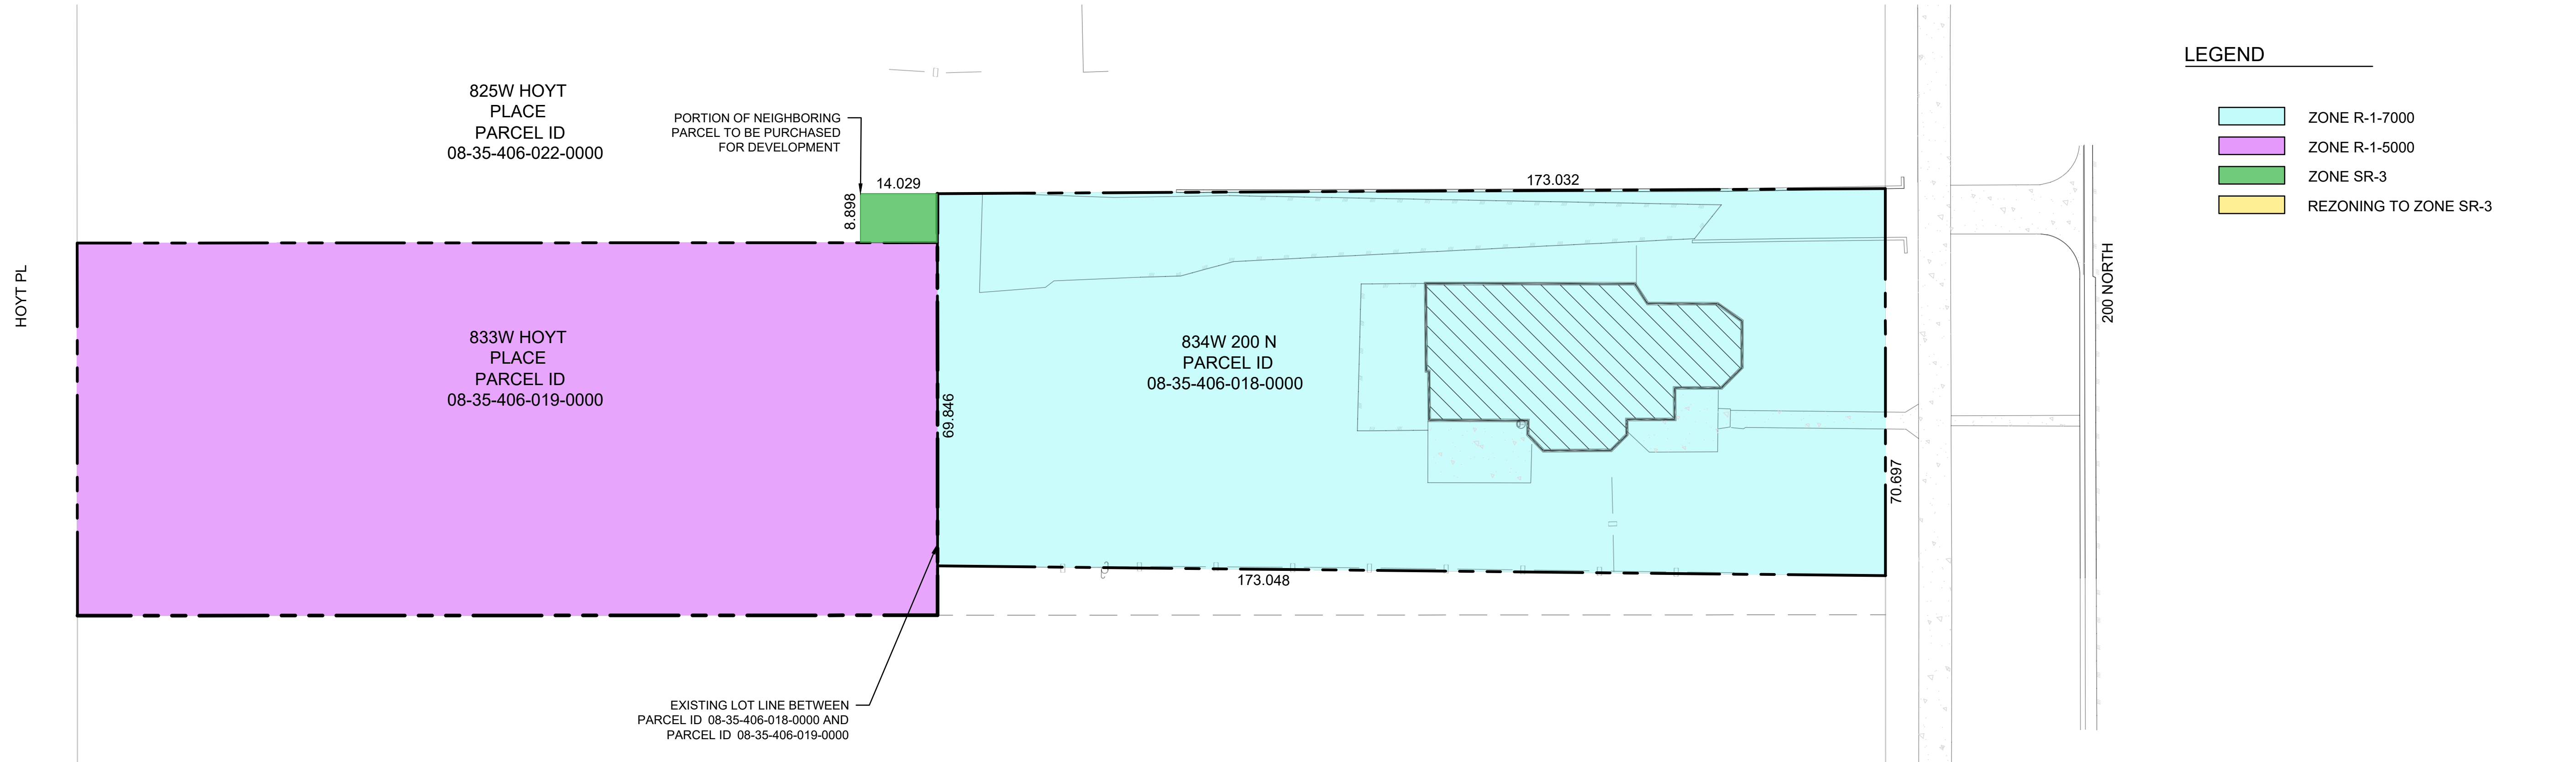 LEGEND
ZONE R-1-7000
ZONE R-1-5000
ZONE SR-3
REZONING TO ZONE SR-3
825W HOYT
PLACE
PARCEL ID
08-35-406-022-0000
PORTION OF NEIGHBORING
PARCEL TO BE PURCHASED
FOR DEVELOPMENT
14.029
8.898
173.032
HOYT PL
833W HOYT
PLACE
PARCEL ID
08-35-406-019-0000
69.846
834W 200 N
PARCEL ID
08-35-406-018-0000
70.697
200 NORTH
173.048
EXISTING LOT LINE BETWEEN
PARCEL ID 08-35-406-018-0000 AND
PARCEL ID 08-35-406-019-0000